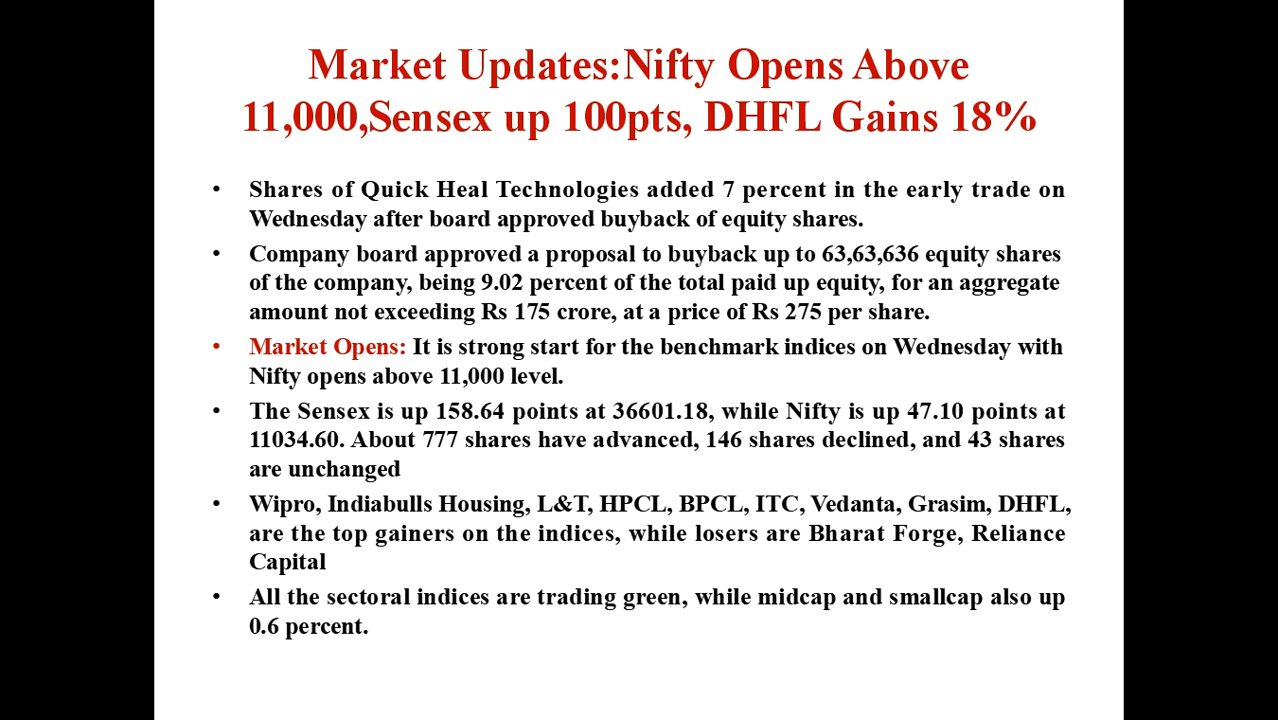 Market Updates:Nifty Opens Above
11,000,Sensex up 100pts, DHFL Gains 18%
• Shares of Quick Heal Technologies added 7 percent in the early trade on
Wednesday after board approved buyback of equity shares.
• Company board approved a proposal to buyback up to 63,63,636 equity shares
of the company, being 9.02 percent of the total paid up equity, for an aggregate
amount not exceeding Rs 175 crore, at a price of Rs 275 per share.
• Market Opens: It is strong start for the benchmark indices on Wednesday with
Nifty opens above 11,000 level.
• The Sensex is up 158.64 points at 36601.18, while Nifty is up 47.10 points at
11034.60. About 777 shares have advanced, 146 shares declined, and 43 shares
are unchanged
• Wipro, Indiabulls Housing, L&T, HPCL, BPCL, ITC, Vedanta, Grasim, DHFL,
are the top gainers on the indices, while losers are Bharat Forge, Reliance
Capital
• All the sectoral indices are trading green, while midcap and smallcap also up
0.6 percent.